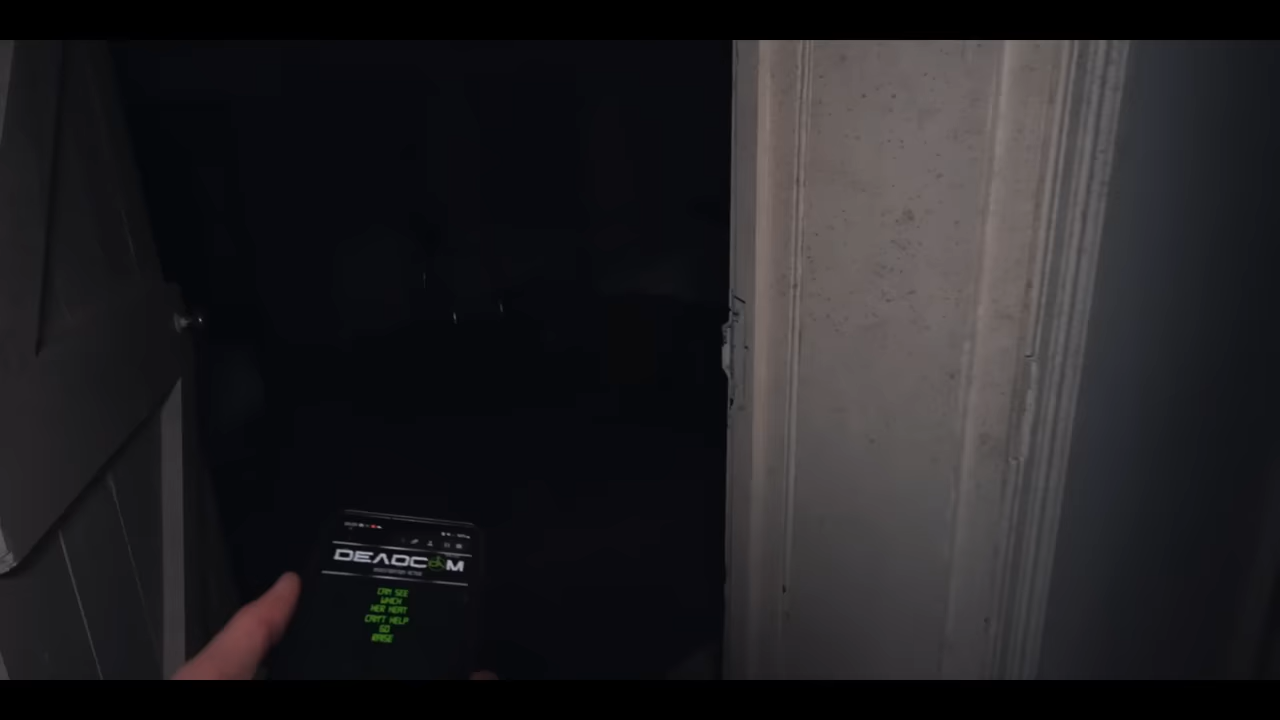 DEADCOM
CAN SEE
WHICH
HER HEAT
CAN'T HELP
GO
RAISE